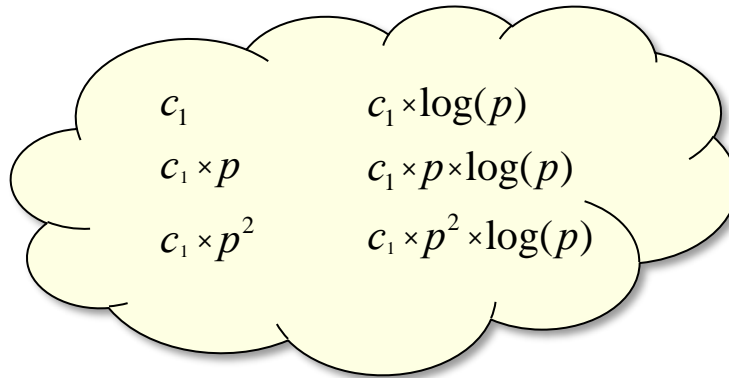 c₁ c₁ × log(p)
c₁ × p c₁ × p × log(p)
c₁ × p² c₁ × p² × log(p)